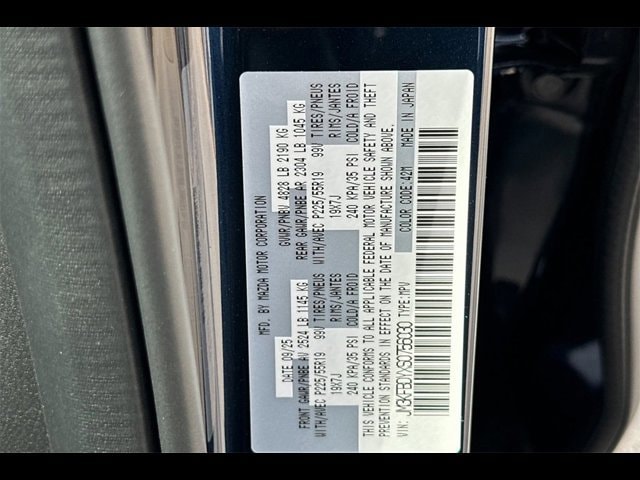 MFD. BY MAZDA MOTOR CORPORATION
DATE 09/25 GVWR/PNBV 4828 LB 2190 KG
FRONT GAWR/PNBE AV 2524 LB 1145 KG REAR GAWR/PNBE AR 2304 LB 1045 KG
WITH/AVEC P225/55R19 99V TIRES/PNEUS WITH/AVEC P225/55R19 99V TIRES/PNEUS
19X7J RIMS/JANTES 19X7J RIMS/JANTES
240 KPA/35 PSI COLD/A FROID 240 KPA/35 PSI COLD/A FROID
THIS VEHICLE CONFORMS TO ALL APPLICABLE FEDERAL MOTOR VEHICLE SAFETY AND THEFT
PREVENTION STANDARDS IN EFFECT ON THE DATE OF MANUFACTURE SHOWN ABOVE.
VIN: TYPE:MPV COLOR CODE:42M MADE IN JAPAN